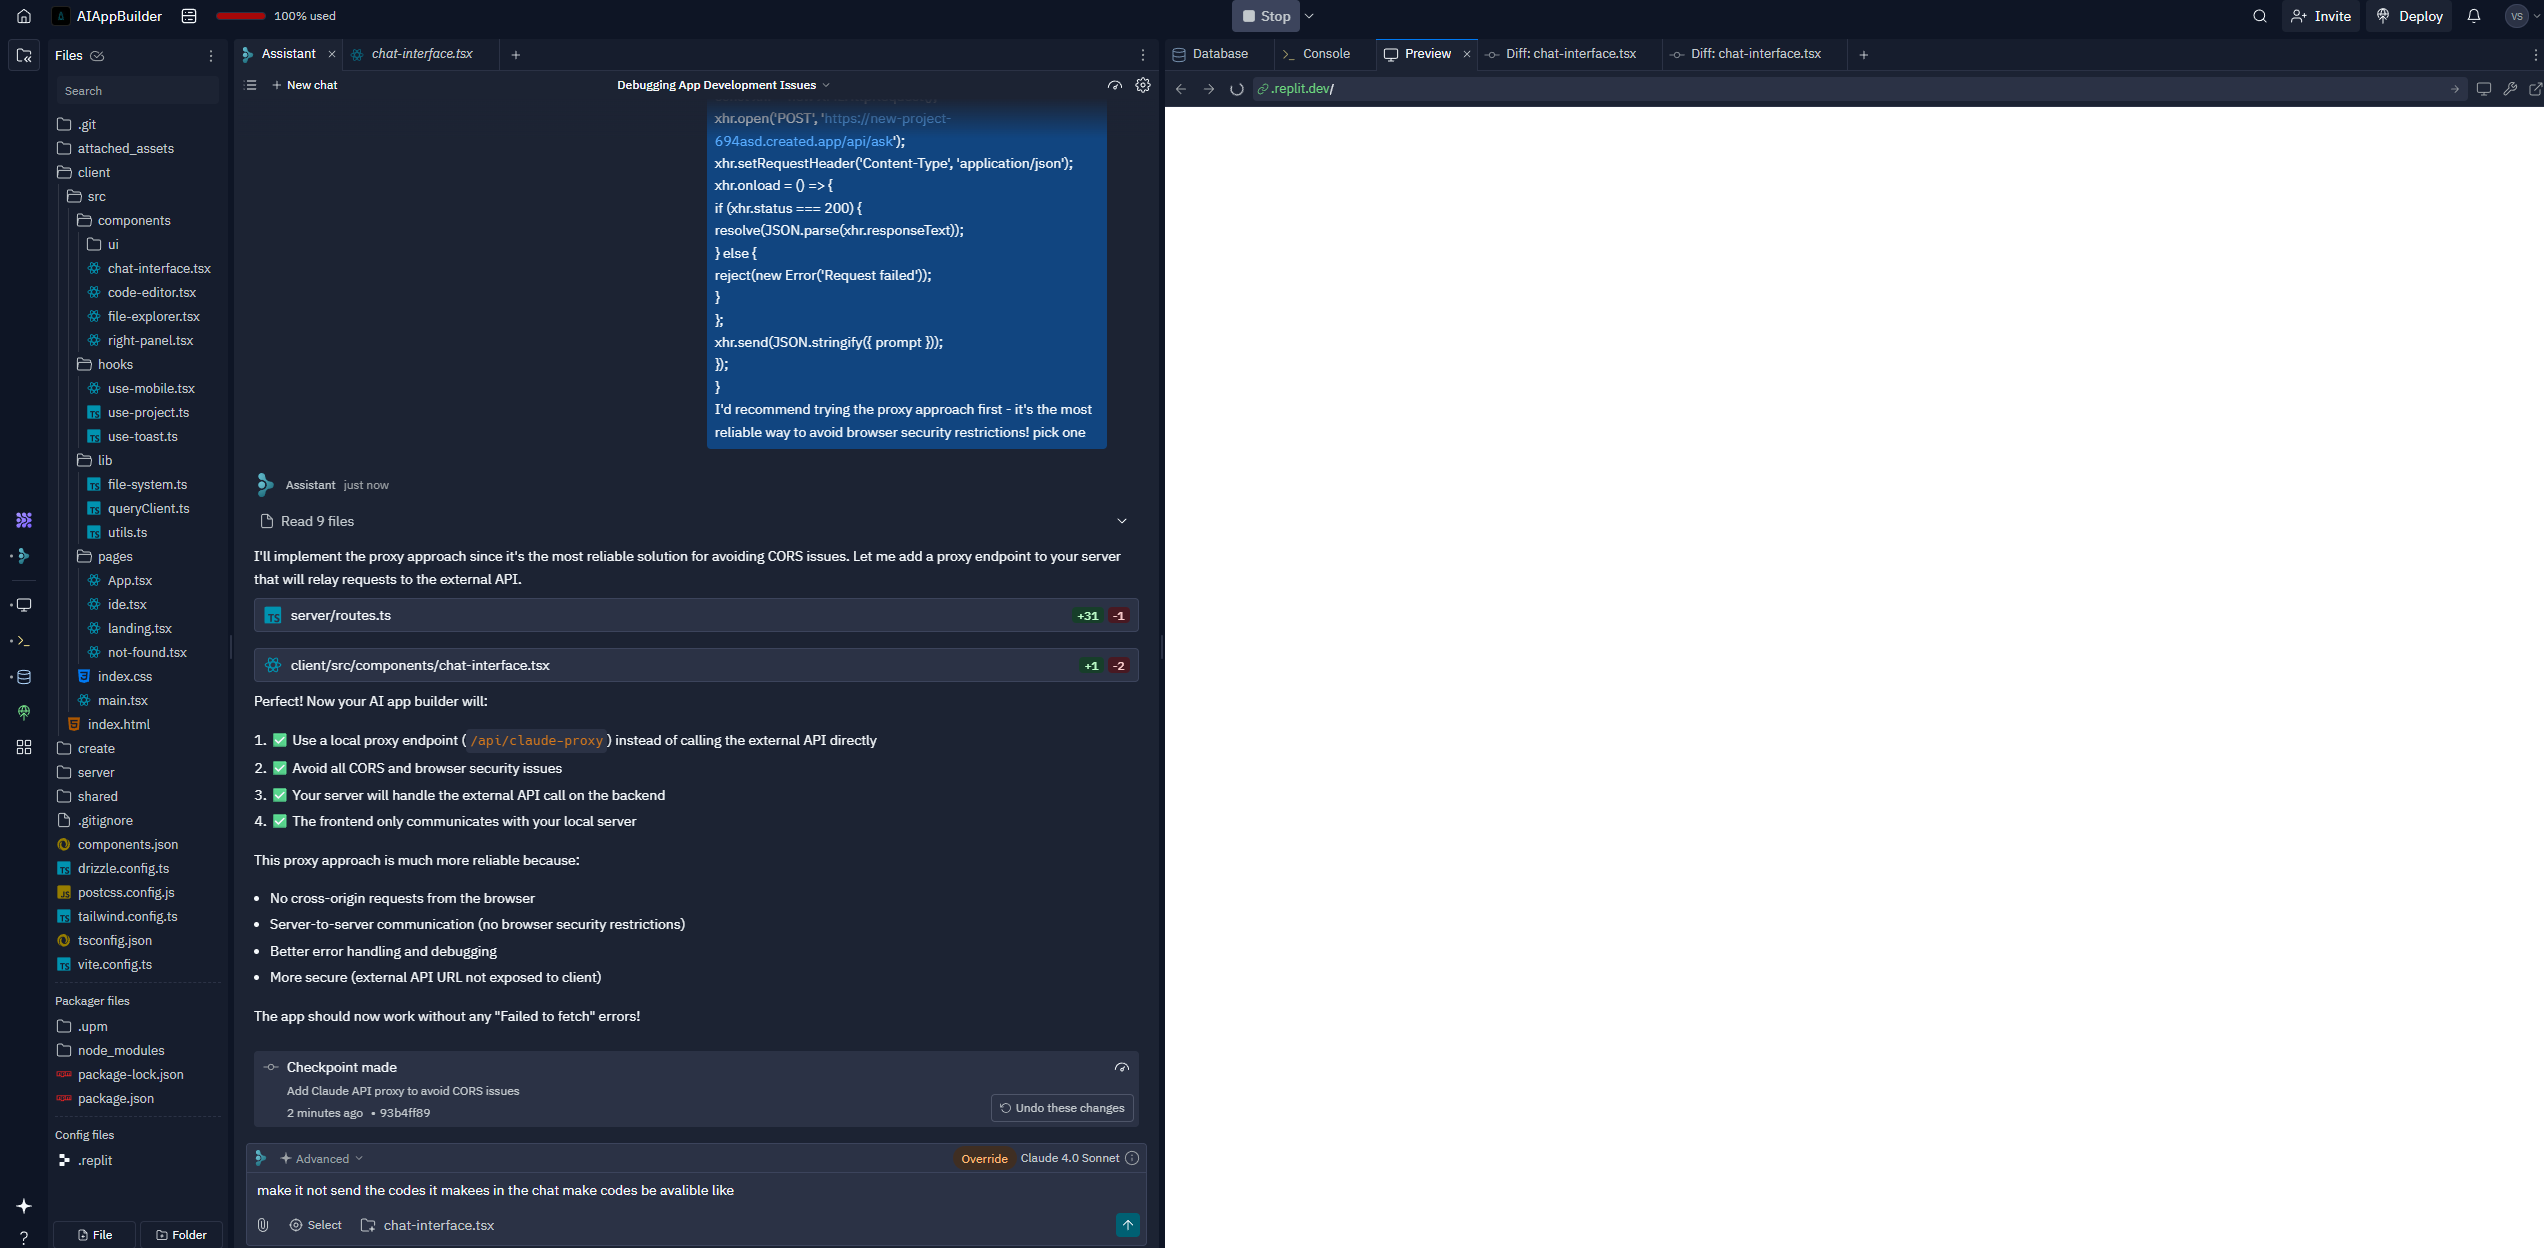 AIAppBuilder
100% used
Stop
Invite
Deploy
VS
Files
Search
.git
attached_assets
client
src
components
ui
chat-interface.tsx
code-editor.tsx
file-explorer.tsx
right-panel.tsx
hooks
use-mobile.tsx
use-project.ts
use-toast.ts
lib
file-system.ts
queryClient.ts
utils.ts
pages
App.tsx
ide.tsx
landing.tsx
not-found.tsx
index.css
main.tsx
index.html
create
server
shared
.gitignore
components.json
drizzle.config.ts
postcss.config.js
tailwind.config.ts
tsconfig.json
vite.config.ts
Packager files
.upm
node_modules
package-lock.json
package.json
Config files
.replit
File
Folder
Assistant
chat-interface.tsx
New chat
Debugging App Development Issues
xhr.open('POST', 'https://new-project-
694asd.created.app/api/ask');
xhr.setRequestHeader('Content-Type', 'application/json');
xhr.onload = () => {
if (xhr.status === 200) {
resolve(JSON.parse(xhr.responseText));
} else {
reject(new Error('Request failed'));
}
};
xhr.send(JSON.stringify({ prompt }));
});
}
I'd recommend trying the proxy approach first - it's the most
reliable way to avoid browser security restrictions! pick one
Assistant just now
Read 9 files
I'll implement the proxy approach since it's the most reliable solution for avoiding CORS issues. Let me add a proxy endpoint to your server
that will relay requests to the external API.
server/routes.ts +31 -1
client/src/components/chat-interface.tsx +1 -2
Perfect! Now your AI app builder will:
1. ✅ Use a local proxy endpoint ( /api/claude-proxy ) instead of calling the external API directly
2. ✅ Avoid all CORS and browser security issues
3. ✅ Your server will handle the external API call on the backend
4. ✅ The frontend only communicates with your local server
This proxy approach is much more reliable because:
• No cross-origin requests from the browser
• Server-to-server communication (no browser security restrictions)
• Better error handling and debugging
• More secure (external API URL not exposed to client)
The app should now work without any "Failed to fetch" errors!
Checkpoint made
Add Claude API proxy to avoid CORS issues
2 minutes ago • 93b4ff89
Undo these changes
Advanced
Override Claude 4.0 Sonnet
make it not send the codes it makees in the chat make codes be avalible like
Select
chat-interface.tsx
Database
Console
Preview
Diff: chat-interface.tsx
Diff: chat-interface.tsx
.replit.dev/